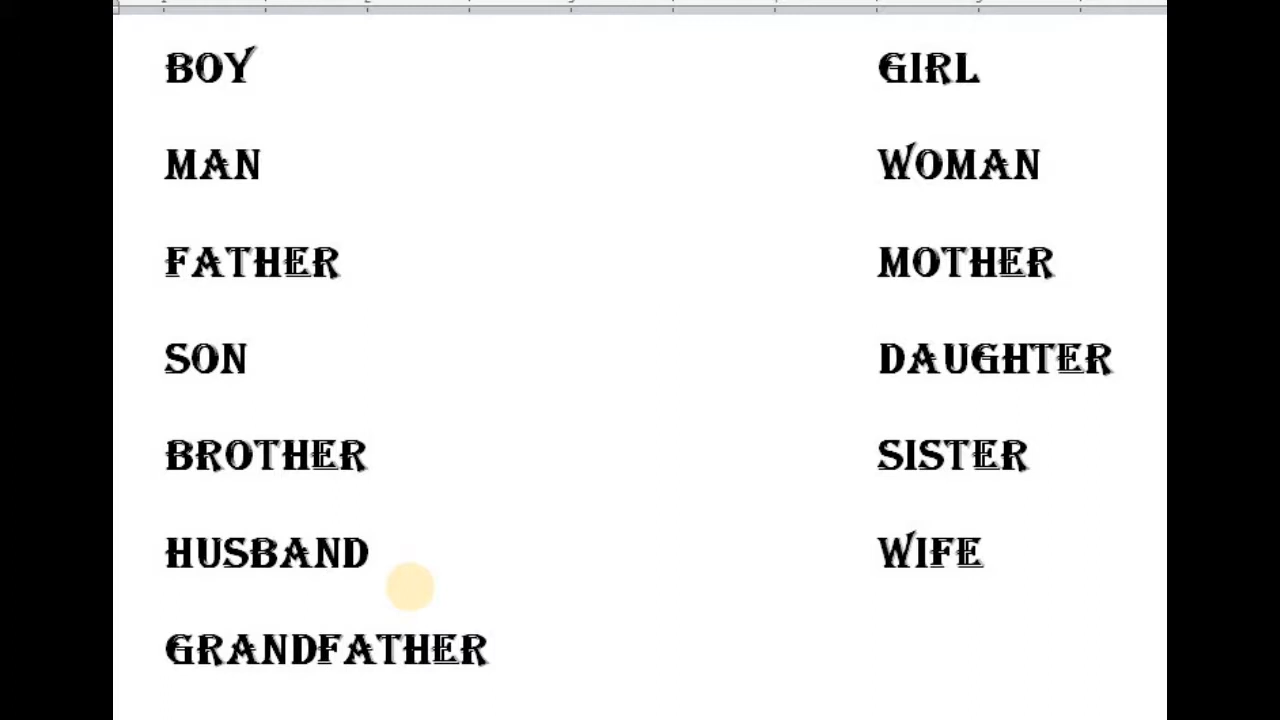 BOY GIRL
MAN WOMAN
FATHER MOTHER
SON DAUGHTER
BROTHER SISTER
HUSBAND WIFE
GRANDFATHER